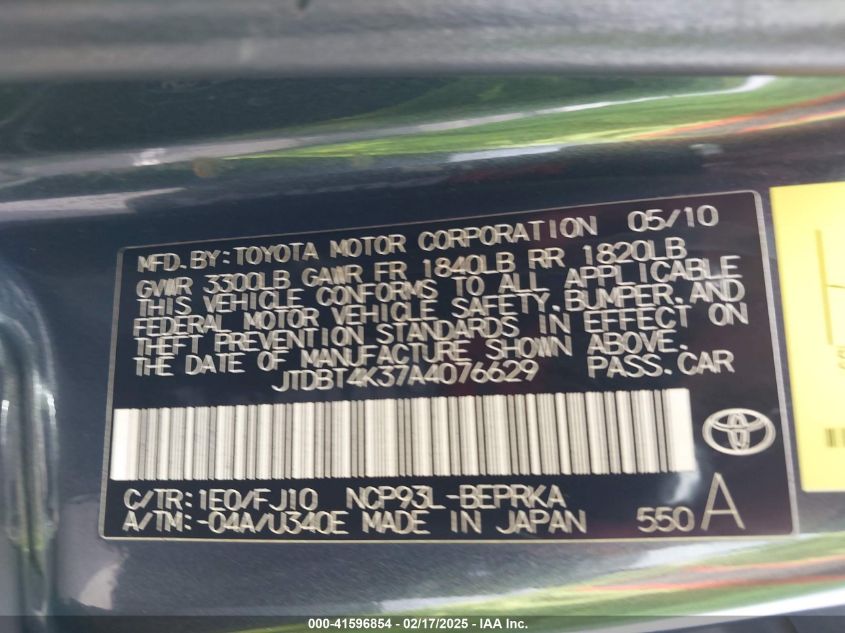 MFD. BY: TOYOTA MOTOR CORPORATION 05/10
GVWR 3300LB GAWR FR 1840LB RR 1820LB
THIS VEHICLE CONFORMS TO ALL APPLICABLE
FEDERAL MOTOR VEHICLE SAFETY, BUMPER, AND
THEFT PREVENTION STANDARDS IN EFFECT ON
THE DATE OF MANUFACTURE SHOWN ABOVE.
JTDBT4K37A4076629 PASS. CAR
C/TR: 1E0/FJ10 NCP93L-BEPRKA
A/TM: -04A/U340E MADE IN JAPAN 550 A
000-41596854 - 02/17/2025 - IAA Inc.